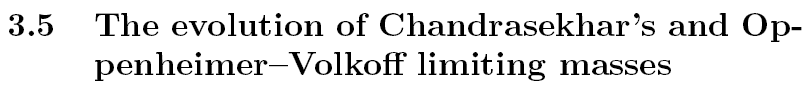 3.5 The evolution of Chandrasekhar's and Op-
penheimer–Volkoff limiting masses